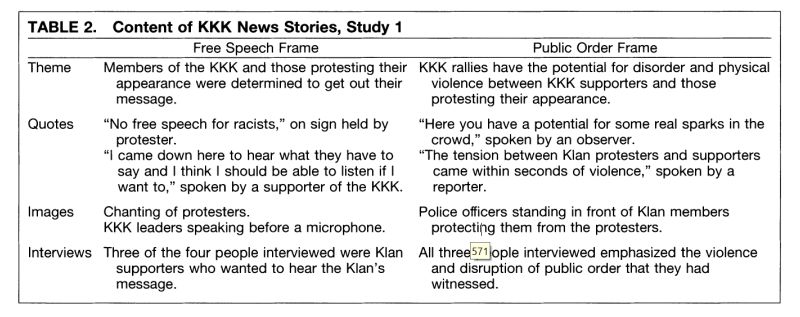 TABLE 2. Content of KKK News Stories, Study 1
Free Speech Frame Public Order Frame
Theme Members of the KKK and those protesting their appearance were determined to get out their message. KKK rallies have the potential for disorder and physical violence between KKK supporters and those protesting their appearance.
Quotes “No free speech for racists,” on sign held by protester.
“I came down here to hear what they have to say and I think I should be able to listen if I want to,” spoken by a supporter of the KKK.
“Here you have a potential for some real sparks in the crowd,” spoken by an observer.
“The tension between Klan protesters and supporters came within seconds of violence,” spoken by a reporter.
Images Chanting of protesters.
KKK leaders speaking before a microphone.
Police officers standing in front of Klan members protecting them from the protesters.
Interviews Three of the four people interviewed were Klan supporters who wanted to hear the Klan’s message.
All three 571 ople interviewed emphasized the violence and disruption of public order that they had witnessed.